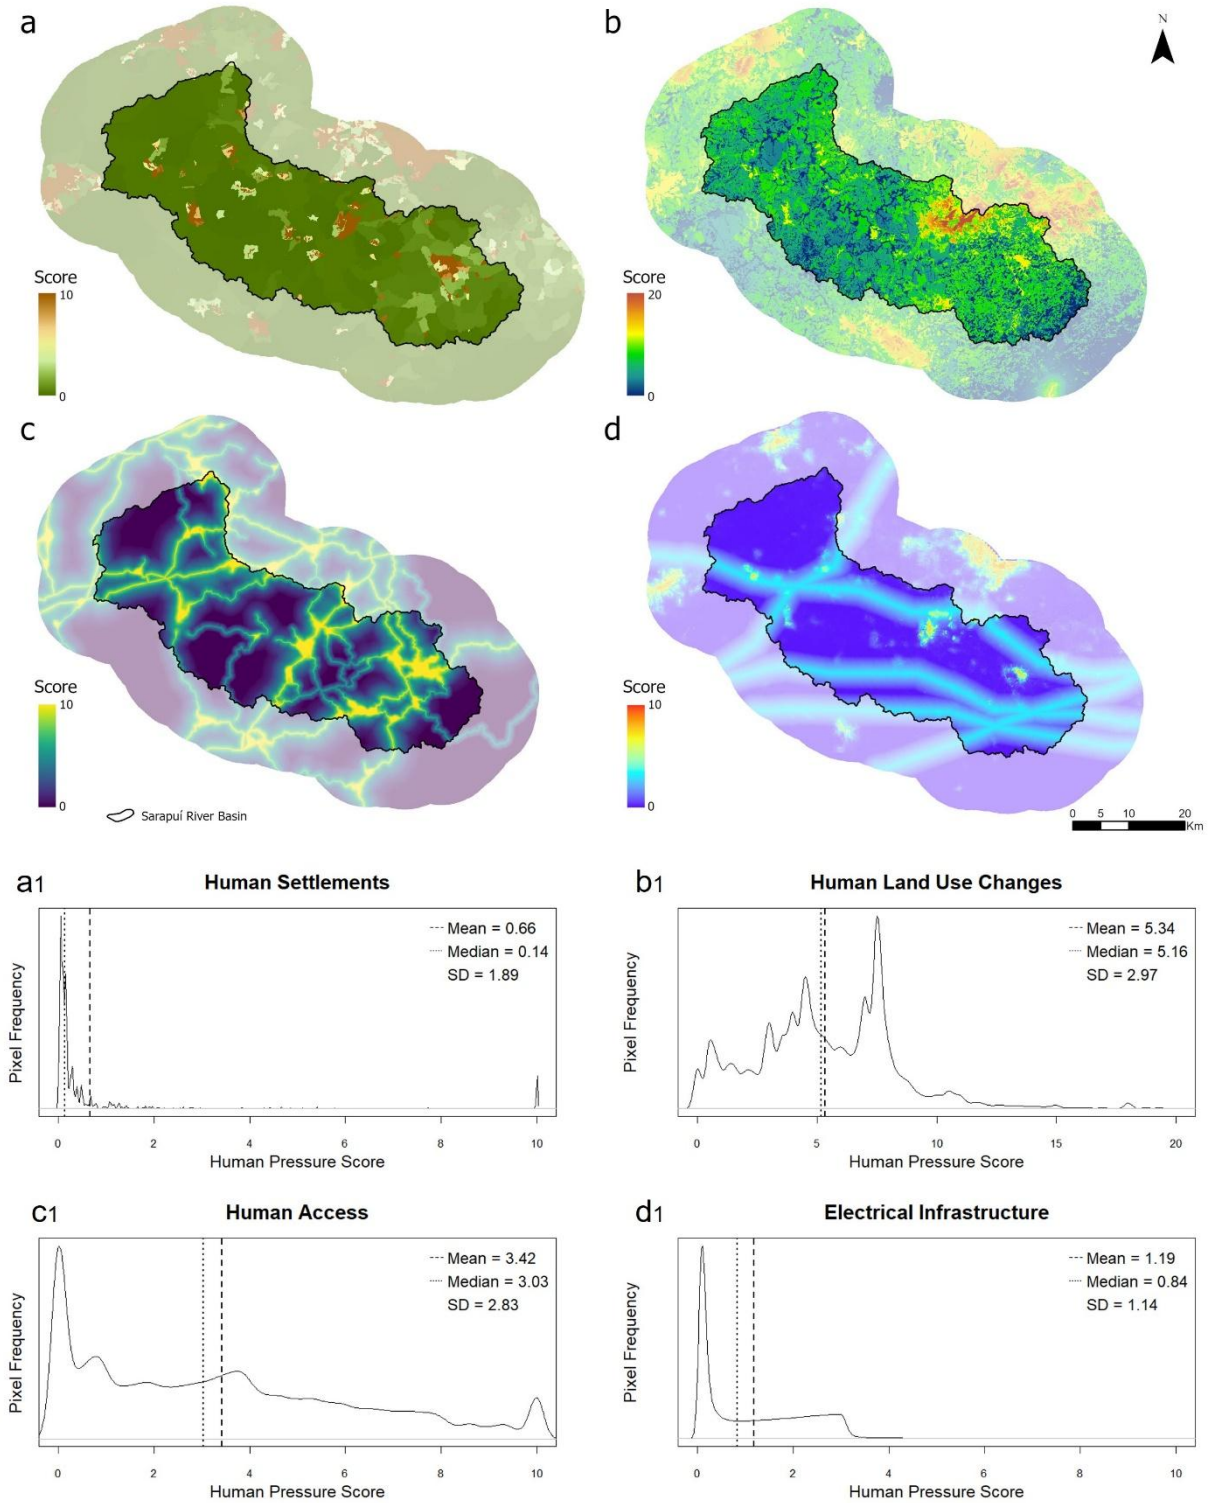 a
b
N
Score
10
0
Score
20
0
c
d
Score
10
0
Sarapuí River Basin
Score
10
0
0 5 10 20
Km
a1
Human Settlements
Mean = 0.66
Median = 0.14
SD = 1.89
Pixel Frequency
0 2 4 6 8 10
Human Pressure Score
b1
Human Land Use Changes
Mean = 5.34
Median = 5.16
SD = 2.97
Pixel Frequency
0 5 10 15 20
Human Pressure Score
c1
Human Access
Mean = 3.42
Median = 3.03
SD = 2.83
Pixel Frequency
0 2 4 6 8 10
Human Pressure Score
d1
Electrical Infrastructure
Mean = 1.19
Median = 0.84
SD = 1.14
Pixel Frequency
0 2 4 6 8 10
Human Pressure Score